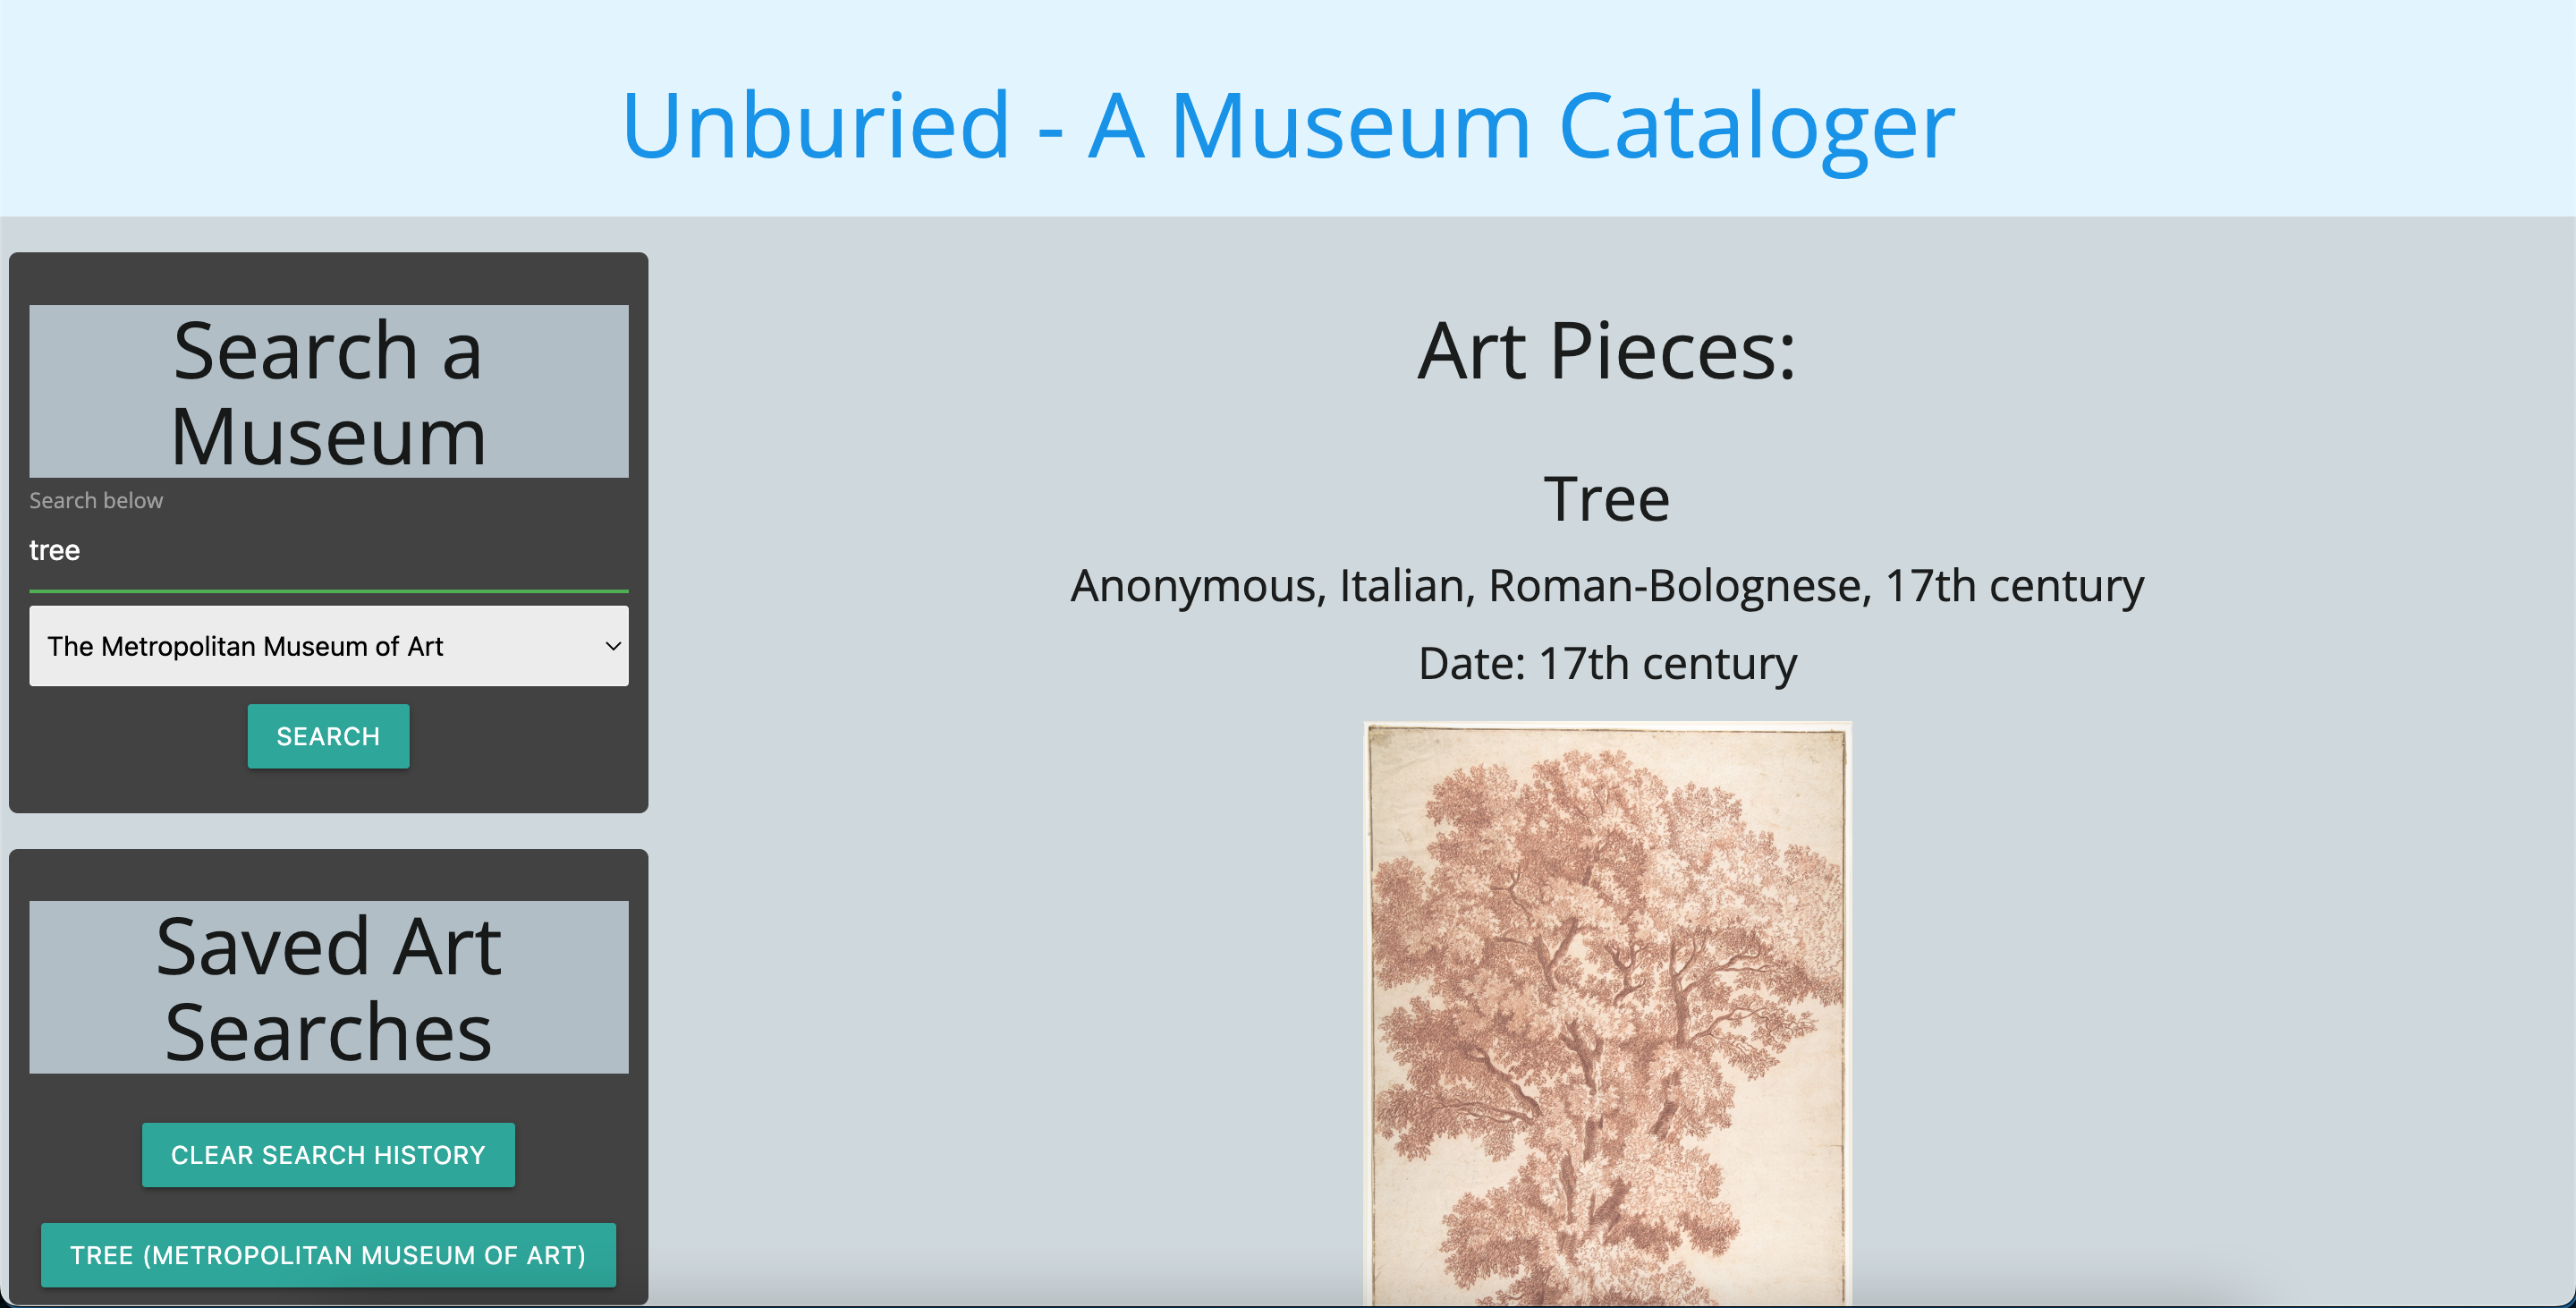 Unburied - A Museum Cataloger
Search a
Museum
Search below
tree
The Metropolitan Museum of Art
SEARCH
Saved Art
Searches
CLEAR SEARCH HISTORY
TREE (METROPOLITAN MUSEUM OF ART)
Art Pieces:
Tree
Anonymous, Italian, Roman-Bolognese, 17th century
Date: 17th century